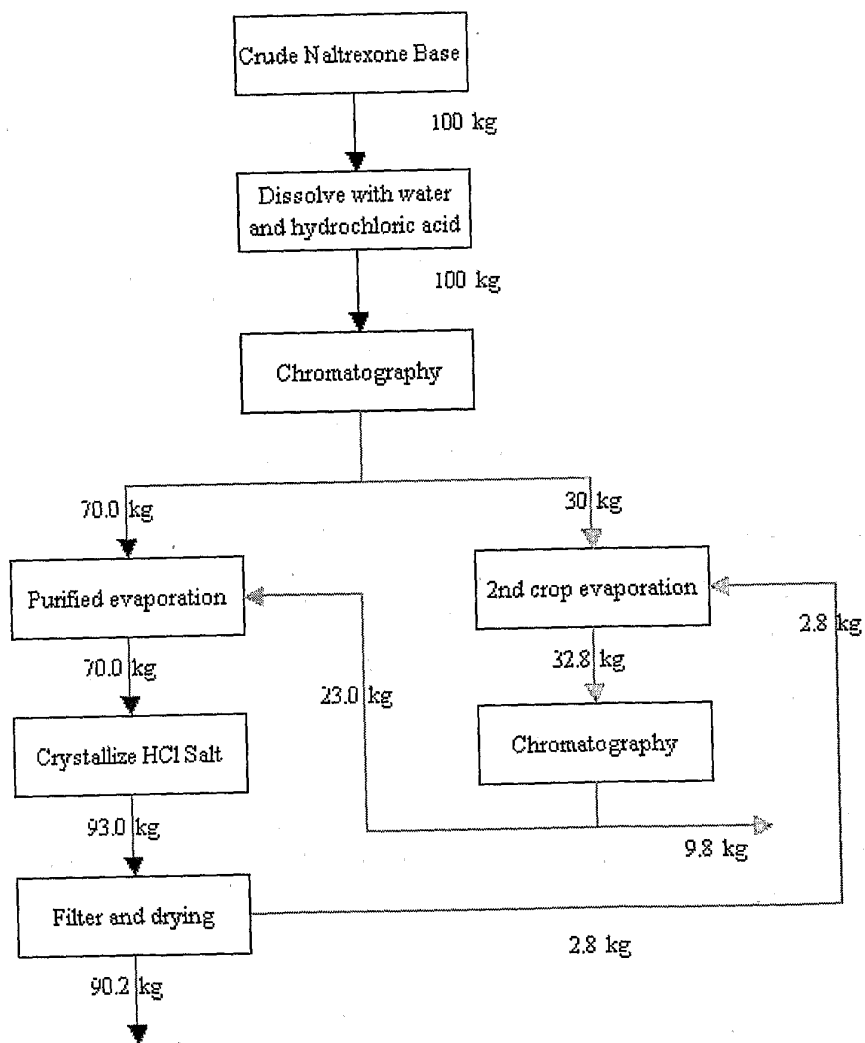 Crude Naltrexone Base
100 kg
Dissolve with water
and hydrochloric acid
100 kg
Chromatography
70.0 kg
30 kg
Purified evaporation
2nd crop evaporation
2.8 kg
70.0 kg
23.0 kg
32.8 kg
Crystallize HCl Salt
Chromatography
93.0 kg
9.8 kg
Filter and drying
2.8 kg
90.2 kg